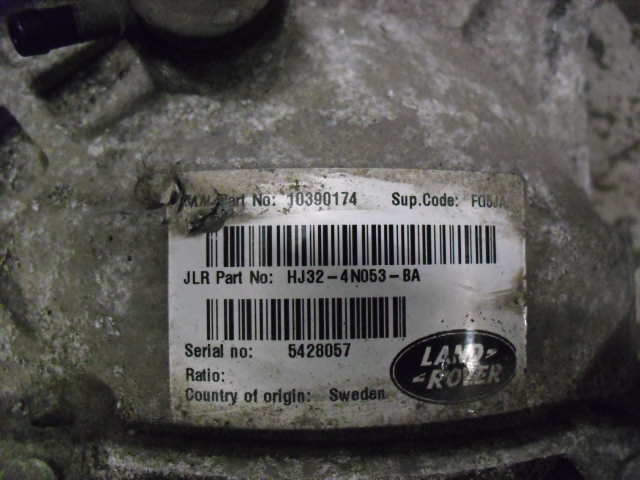 Part No: 10390174 Sup.Code:
JLR Part No: HJ32-4N053-BA
Serial no: 5428057
Ratio:
Country of origin: Sweden
LAND-
-ROVER